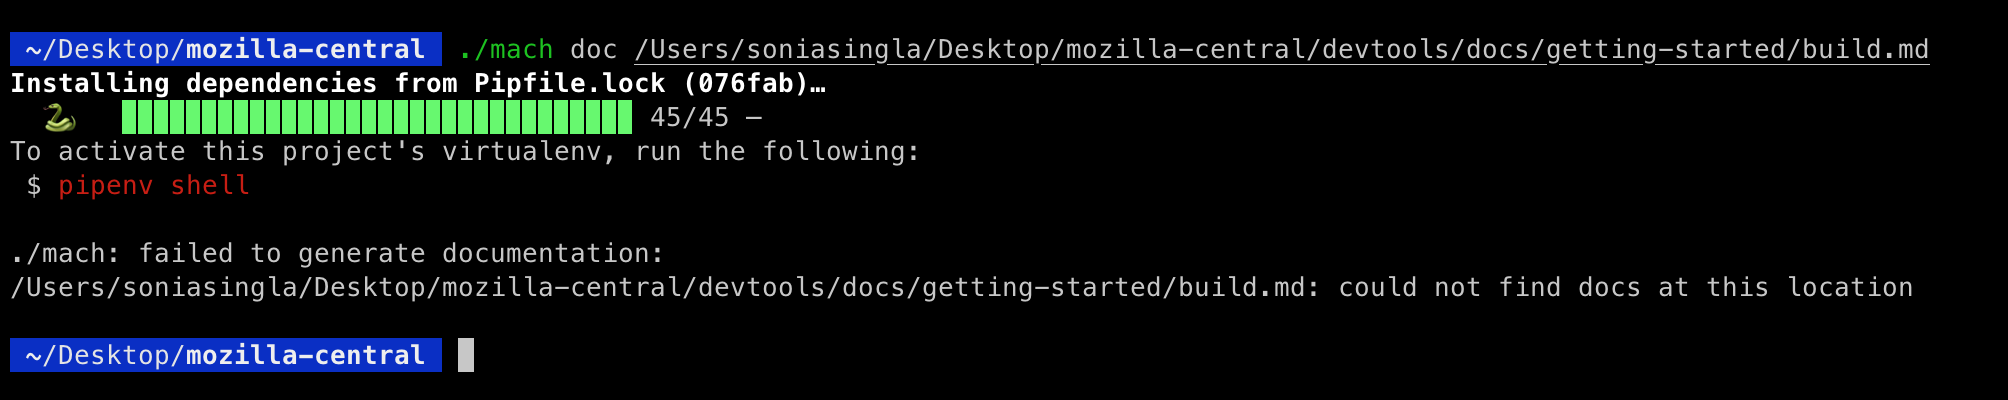 ~/Desktop/mozilla-central ./mach doc /Users/soniasingla/Desktop/mozilla-central/devtools/docs/getting-started/build.md
Installing dependencies from Pipfile.lock (076fab)…
🐍 ▉▉▉▉▉▉▉▉▉▉▉▉▉▉▉▉▉▉▉▉▉▉▉▉▉▉▉▉▉▉▉▉ 45/45 —
To activate this project's virtualenv, run the following:
$ pipenv shell
./mach: failed to generate documentation:
/Users/soniasingla/Desktop/mozilla-central/devtools/docs/getting-started/build.md: could not find docs at this location
~/Desktop/mozilla-central